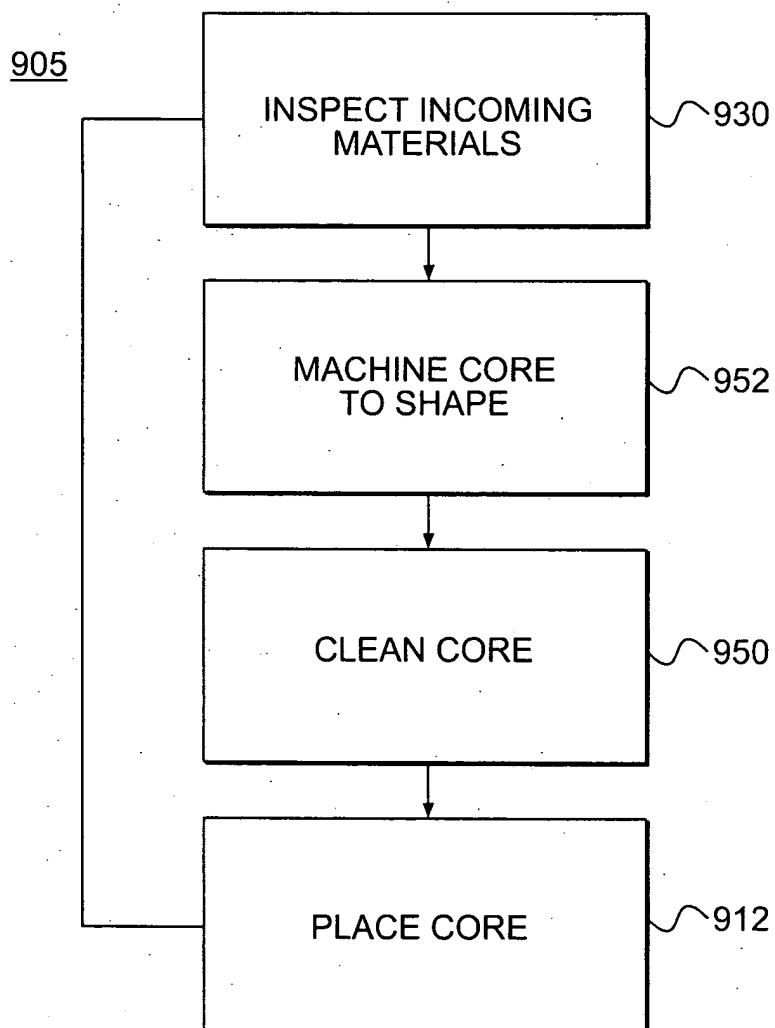 905
INSPECT INCOMING
MATERIALS
930
MACHINE CORE
TO SHAPE
952
CLEAN CORE
950
PLACE CORE
912